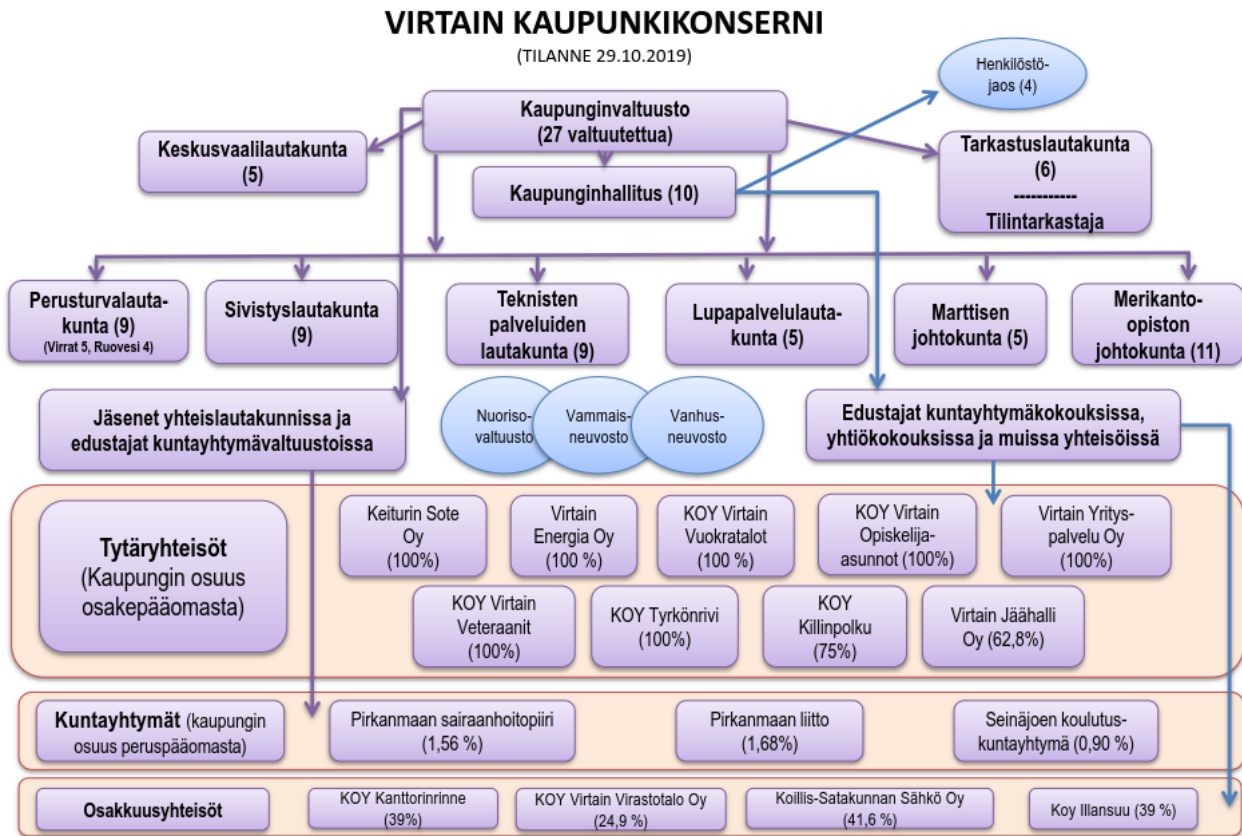 VIRTAIN KAUPUNKIKONSERNI
(TILANNE 29.10.2019)
Henkilöstö-
jaos (4)
Kaupunginvaltuusto
(27 valtuutettua)
Keskusvaalilautakunta
(5)
Kaupunginhallitus (10)
Tarkastuslautakunta
(6)
-----------
Tilintarkastaja
Perusturvalauta-
kunta (9)
(Virrat 5, Ruovesi 4)
Sivistyslautakunta
(9)
Teknisten
palveluiden
lautakunta (9)
Lupapalvelulauta-
kunta (5)
Marttisen
johtokunta (5)
Merikanto-
opiston
johtokunta (11)
Jäsenet yhteislautakunnissa ja
edustajat kuntayhtymävaltuustoissa
Nuoriso-
valtuusto
Vammais-
neuvosto
Vanhus-
neuvosto
Edustajat kuntayhtymäkokouksissa,
yhtiökokouksissa ja muissa yhteisöissä
Tytäryhteisöt
(Kaupungin osuus
osakepääomasta)
Keiturin Sote
Oy
(100%)
Virtain
Energia Oy
(100 %)
KOY Virtain
Vuokratalot
(100 %)
KOY Virtain
Opiskelija-
asunnot (100%)
Virtain Yritys-
palvelu Oy
(100%)
KOY Virtain
Veteraanit
(100%)
KOY Tyrkönrivi
(100%)
KOY
Killinpolku
(75%)
Virtain Jäähalli
Oy (62,8%)
Kuntayhtymät (kaupungin
osuus peruspääomasta)
Pirkanmaan sairaanhoitopiiri
(1,56 %)
Pirkanmaan liitto
(1,68%)
Seinäjoen koulutus-
kuntayhtymä (0,90 %)
Osakkuusyhteisöt
KOY Kanttorinrinne
(39%)
KOY Virtain Virastotalo Oy
(24,9 %)
Koillis-Satakunnan Sähkö Oy
(41,6 %)
Koy Illansuu (39 %)